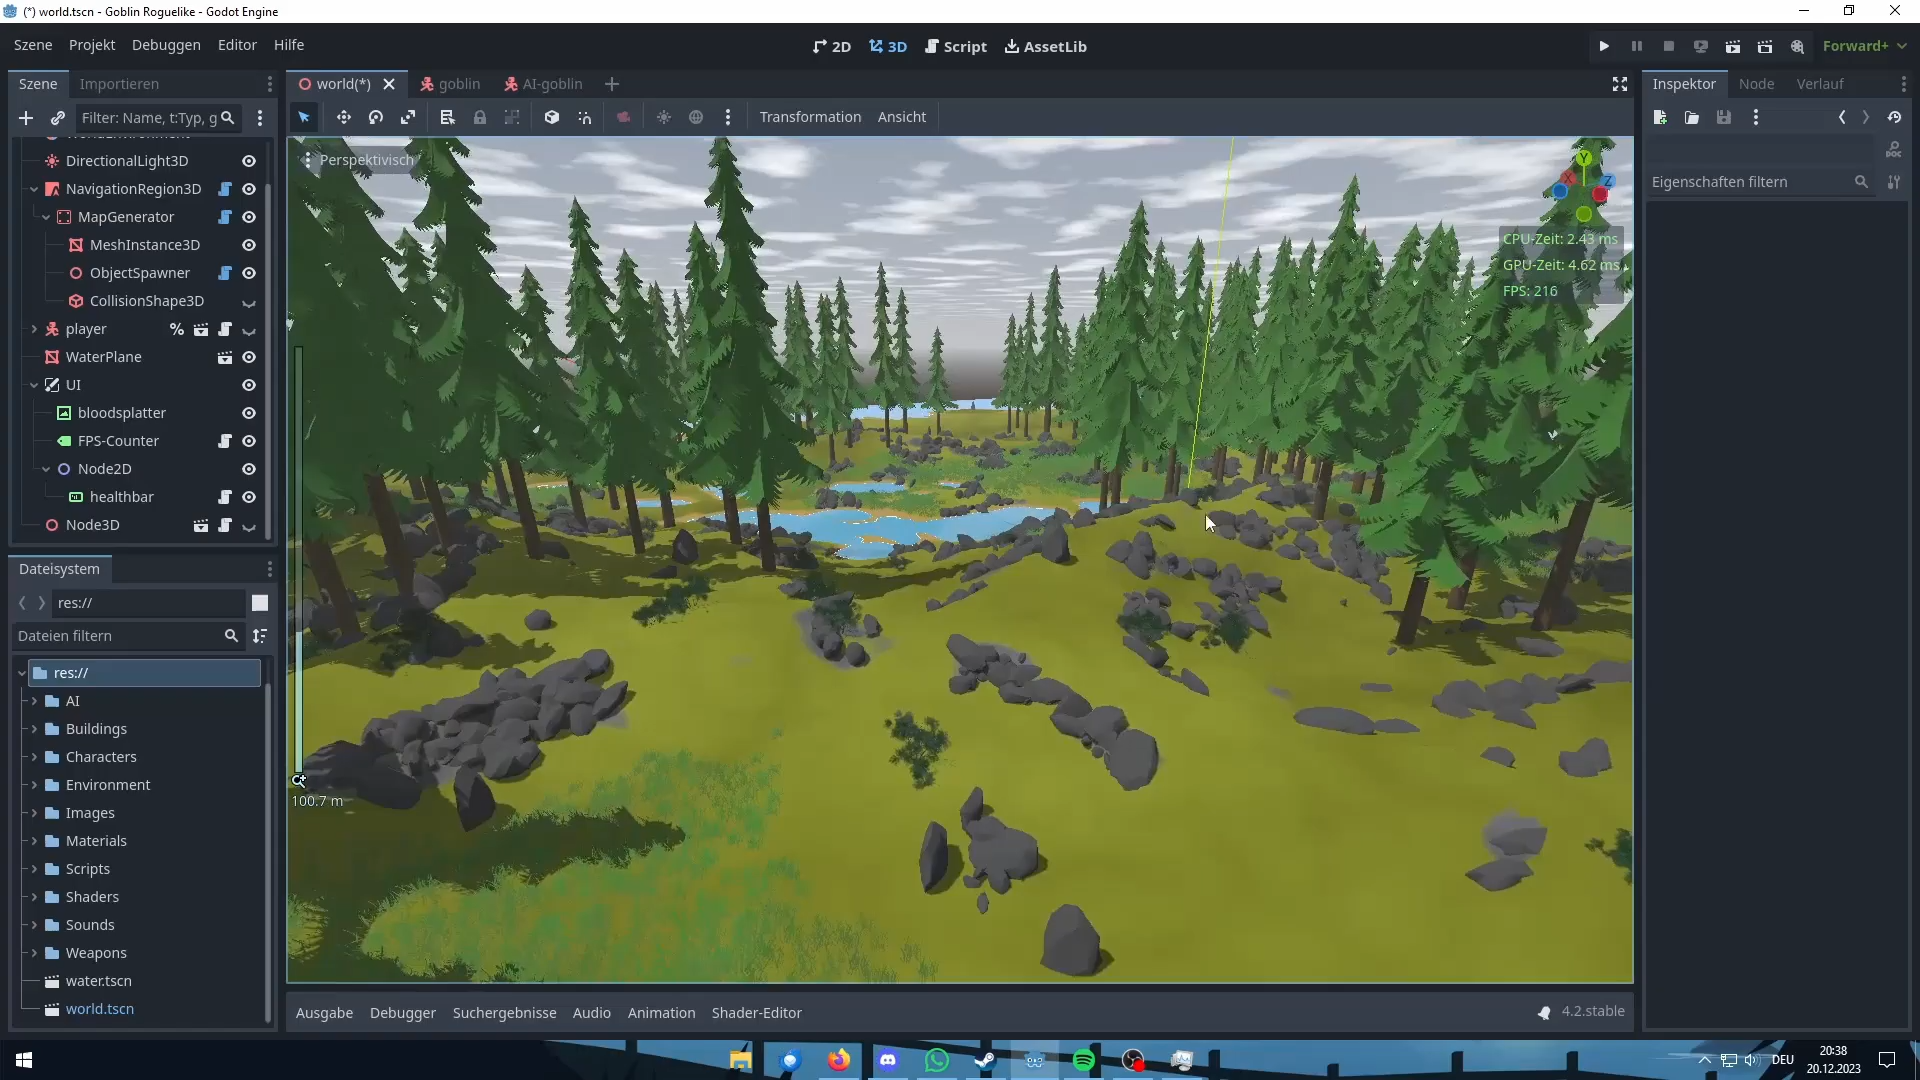 (*) world.tscn - Goblin Roguelike - Godot Engine
Szene Projekt Debuggen Editor Hilfe
2D 3D Script AssetLib
Forward+
Szene Importieren
Filter: Name, t:Typ, g
DirectionalLight3D
NavigationRegion3D
MapGenerator
MeshInstance3D
ObjectSpawner
CollisionShape3D
player %
WaterPlane
UI
bloodsplatter
FPS-Counter
Node2D
healthbar
Node3D
Dateisystem
res://
Dateien filtern
res://
AI
Buildings
Characters
Environment
Images
Materials
Scripts
Shaders
Sounds
Weapons
water.tscn
world.tscn
world(*) goblin AI-goblin
Transformation Ansicht
Perspektivisch
Y
X
Z
CPU-Zeit: 2.43 ms
GPU-Zeit: 4.62 ms
FPS: 216
100.7 m
Ausgabe Debugger Suchergebnisse Audio Animation Shader-Editor
4.2.stable
Inspektor Node Verlauf
DOC
Eigenschaften filtern
DEU
20:38
20.12.2023